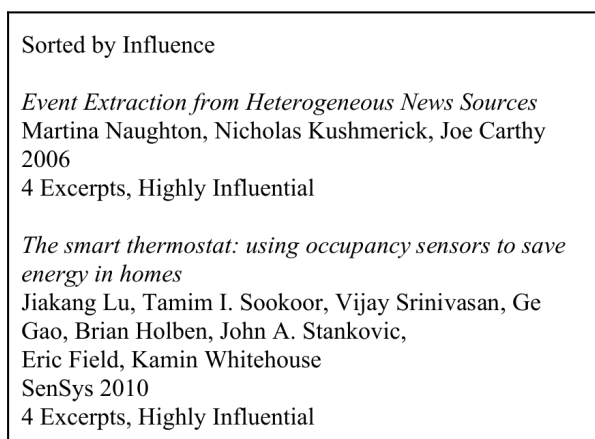 Sorted by Influence
Event Extraction from Heterogeneous News Sources
Martina Naughton, Nicholas Kushmerick, Joe Carthy
2006
4 Excerpts, Highly Influential
The smart thermostat: using occupancy sensors to save
energy in homes
Jiakang Lu, Tamim I. Sookoor, Vijay Srinivasan, Ge
Gao, Brian Holben, John A. Stankovic,
Eric Field, Kamin Whitehouse
SenSys 2010
4 Excerpts, Highly Influential